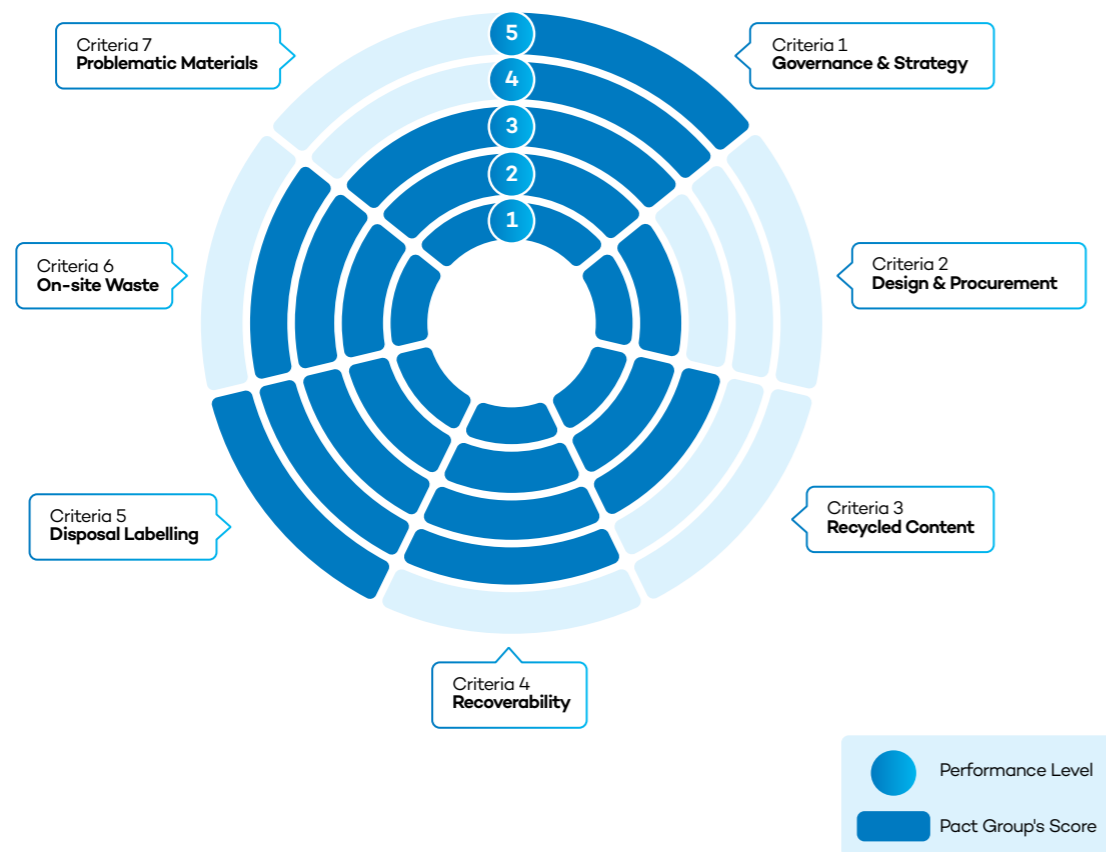 Criteria 7
Problematic Materials
5
4
3
2
1
Criteria 1
Governance & Strategy
Criteria 6
On-site Waste
Criteria 2
Design & Procurement
Criteria 5
Disposal Labelling
Criteria 3
Recycled Content
Criteria 4
Recoverability
Performance Level
Pact Group's Score